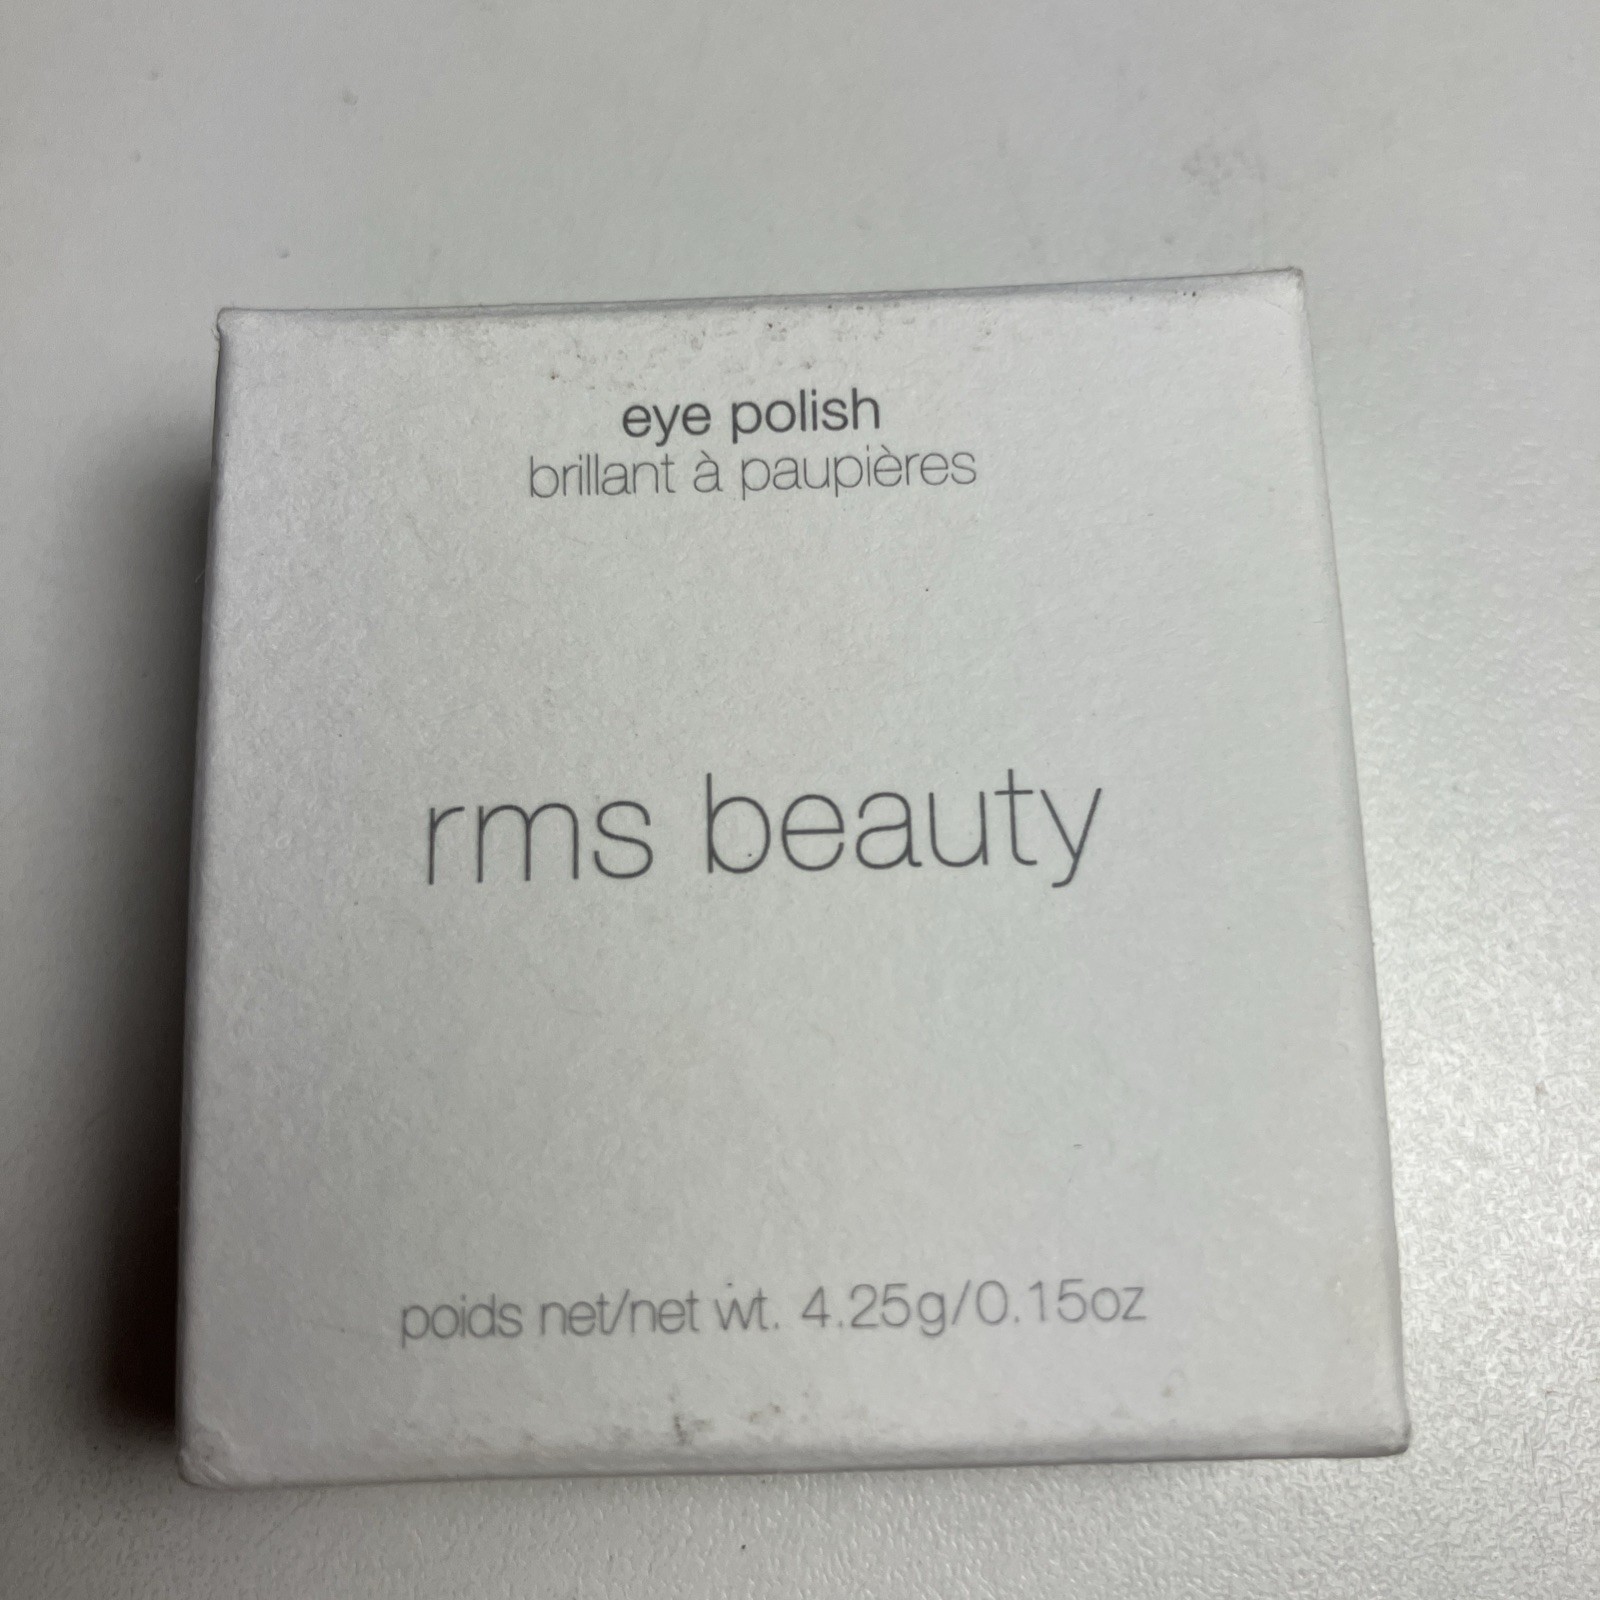 eye polish
brillant à paupières
rms beauty
poids net/net wt. 4.25g/0.15oz